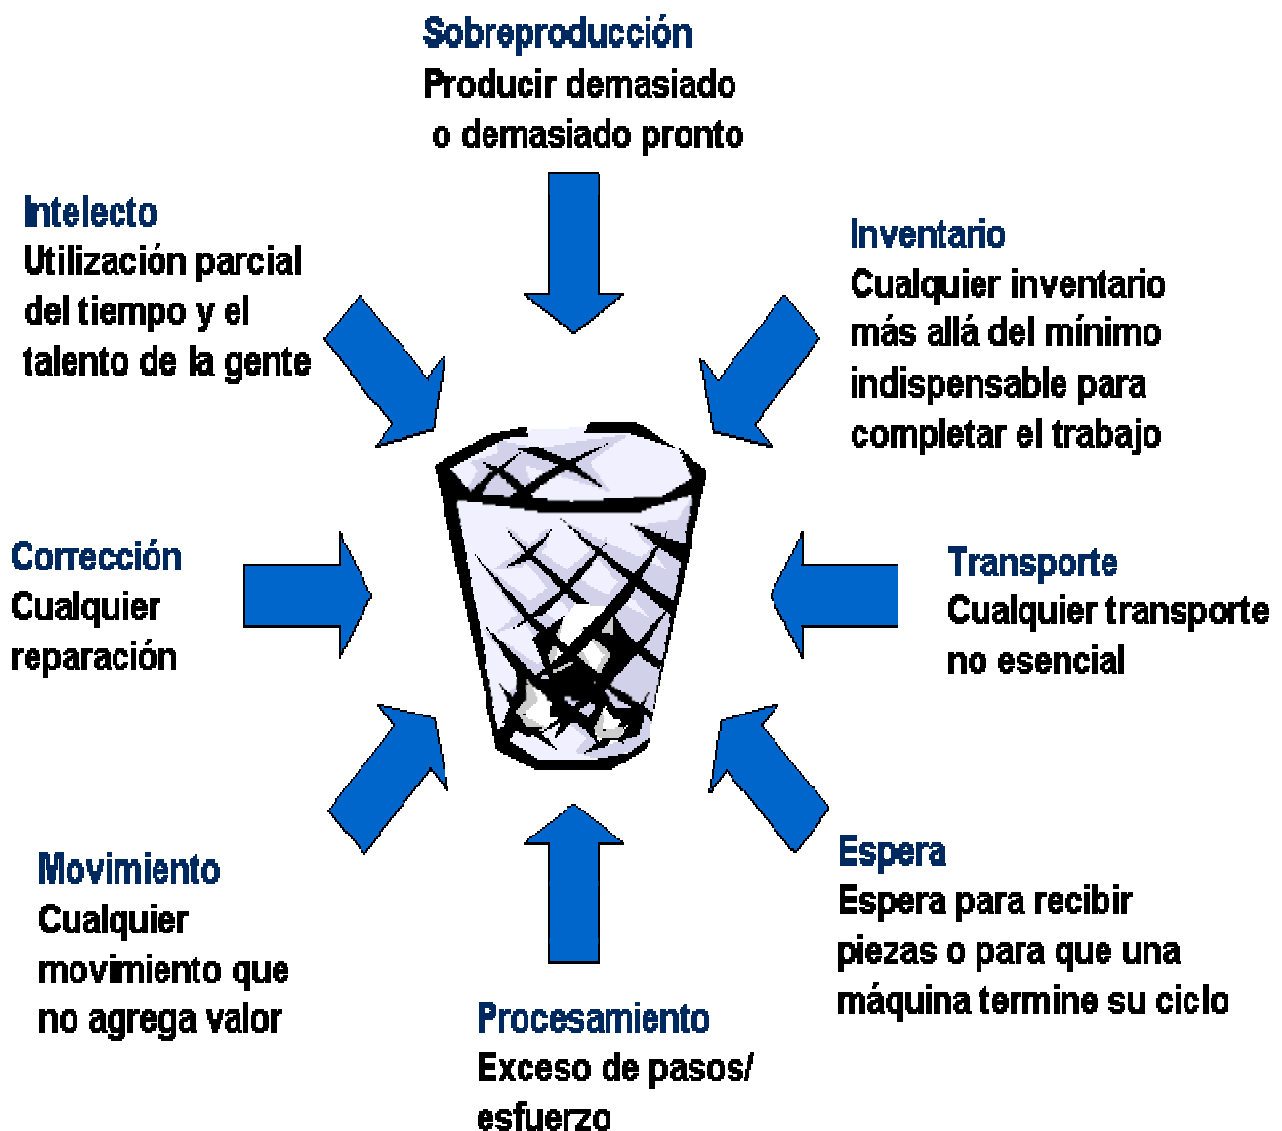 Sobreproducción
Producir demasiado
o demasiado pronto
Intelecto
Utilización parcial
del tiempo y el
talento de la gente
Inventario
Cualquier inventario
más allá del mínimo
indispensable para
completar el trabajo
Corrección
Cualquier
reparación
Transporte
Cualquier transporte
no esencial
Movimiento
Cualquier
movimiento que
no agrega valor
Espera
Espera para recibir
piezas o para que una
máquina termine su ciclo
Procesamiento
Exceso de pasos/
esfuerzo